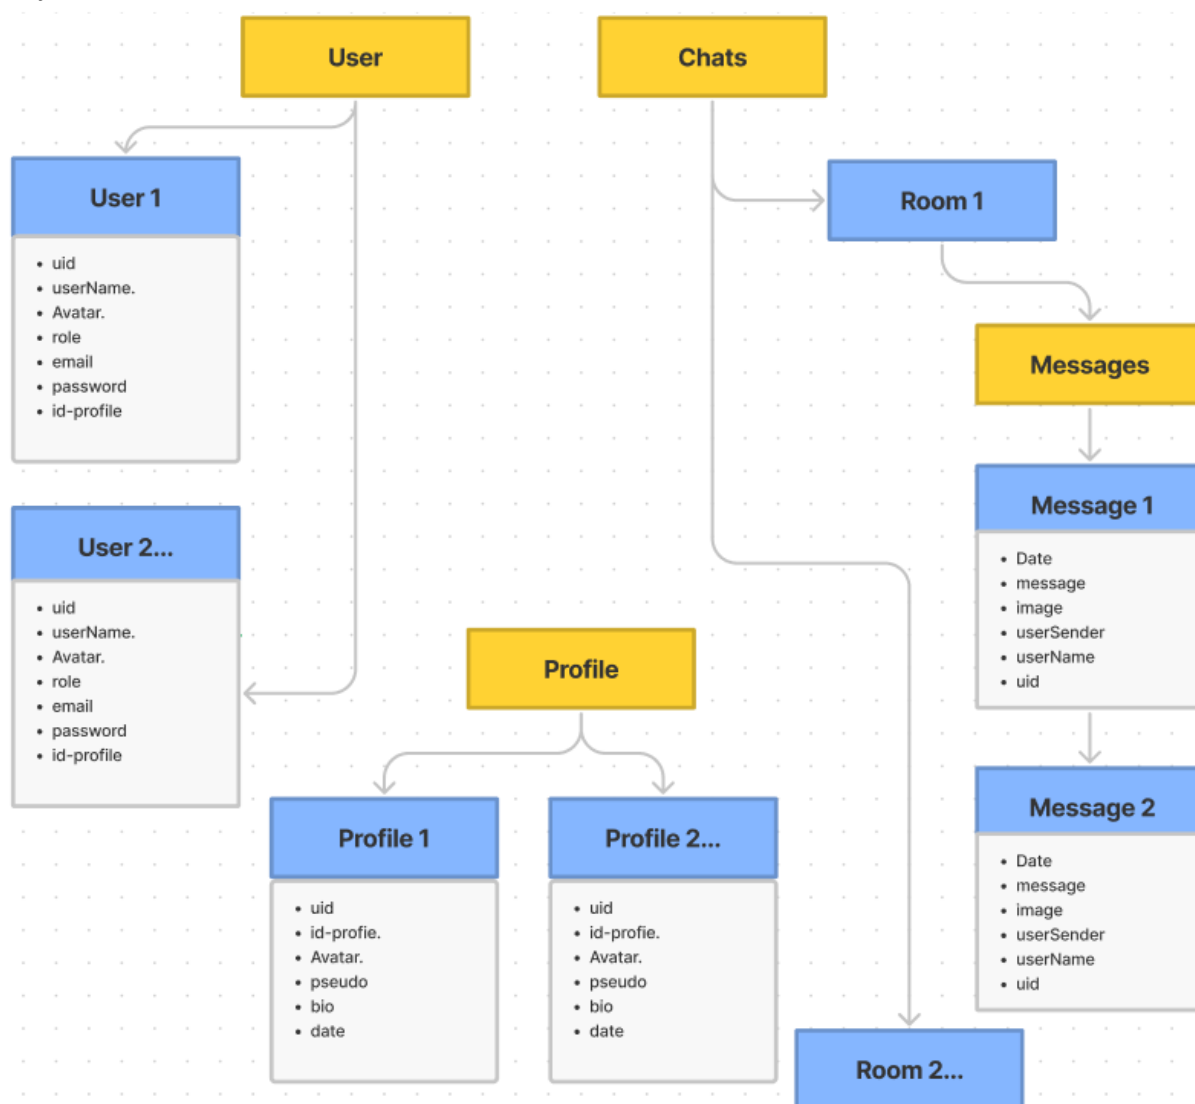 User
Chats
User 1
• uid
• userName.
• Avatar.
• role
• email
• password
• id-profile
Room 1
Messages
Message 1
• Date
• message
• image
• userSender
• userName
• uid
User 2...
• uid
• userName.
• Avatar.
• role
• email
• password
• id-profile
Profile
Profile 1
• uid
• id-profie.
• Avatar.
• pseudo
• bio
• date
Profile 2...
• uid
• id-profie.
• Avatar.
• pseudo
• bio
• date
Message 2
• Date
• message
• image
• userSender
• userName
• uid
Room 2...